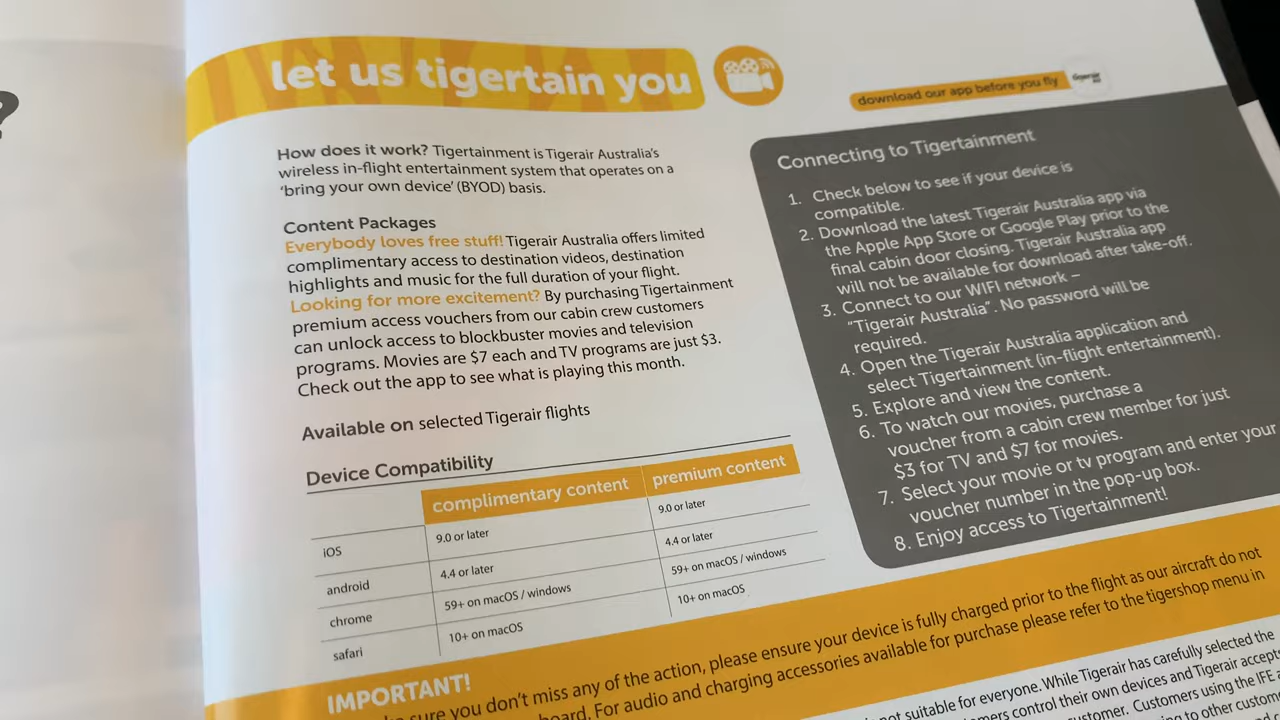 ?
let us tigertain you
download our app before you fly
tigerair
How does it work? Tigertainment is Tigerair Australia's
wireless in-flight entertainment system that operates on a
'bring your own device' (BYOD) basis.
Content Packages
Everybody loves free stuff! Tigerair Australia offers limited
complimentary access to destination videos, destination
highlights and music for the full duration of your flight.
Looking for more excitement? By purchasing Tigertainment
premium access vouchers from our cabin crew customers
can unlock access to blockbuster movies and television
programs. Movies are $7 each and TV programs are just $3.
Check out the app to see what is playing this month.
Available on selected Tigerair flights
Device Compatibility
complimentary content premium content
iOS 9.0 or later 9.0 or later
android 4.4 or later 4.4 or later
chrome 59+ on macOS / windows 59+ on macOS / windows
safari 10+ on macOS 10+ on macOS
Connecting to Tigertainment
1. Check below to see if your device is
compatible.
2. Download the latest Tigerair Australia app via
the Apple App Store or Google Play prior to the
final cabin door closing. Tigerair Australia app
will not be available for download after take-off.
3. Connect to our WIFI network –
"Tigerair Australia". No password will be
required.
4. Open the Tigerair Australia application and
select Tigertainment (in-flight entertainment).
5. Explore and view the content.
6. To watch our movies, purchase a
voucher from a cabin crew member for just
$3 for TV and $7 for movies.
7. Select your movie or tv program and enter your
voucher number in the pop-up box.
8. Enjoy access to Tigertainment!
IMPORTANT!
sure you don't miss any of the action, please ensure your device is fully charged prior to the flight as our aircraft do not
board. For audio and charging accessories available for purchase please refer to the tigershop menu in
not suitable for everyone. While Tigerair has carefully selected the
control their own devices and Tigerair accepts
customer. Customers using the IFE
to other